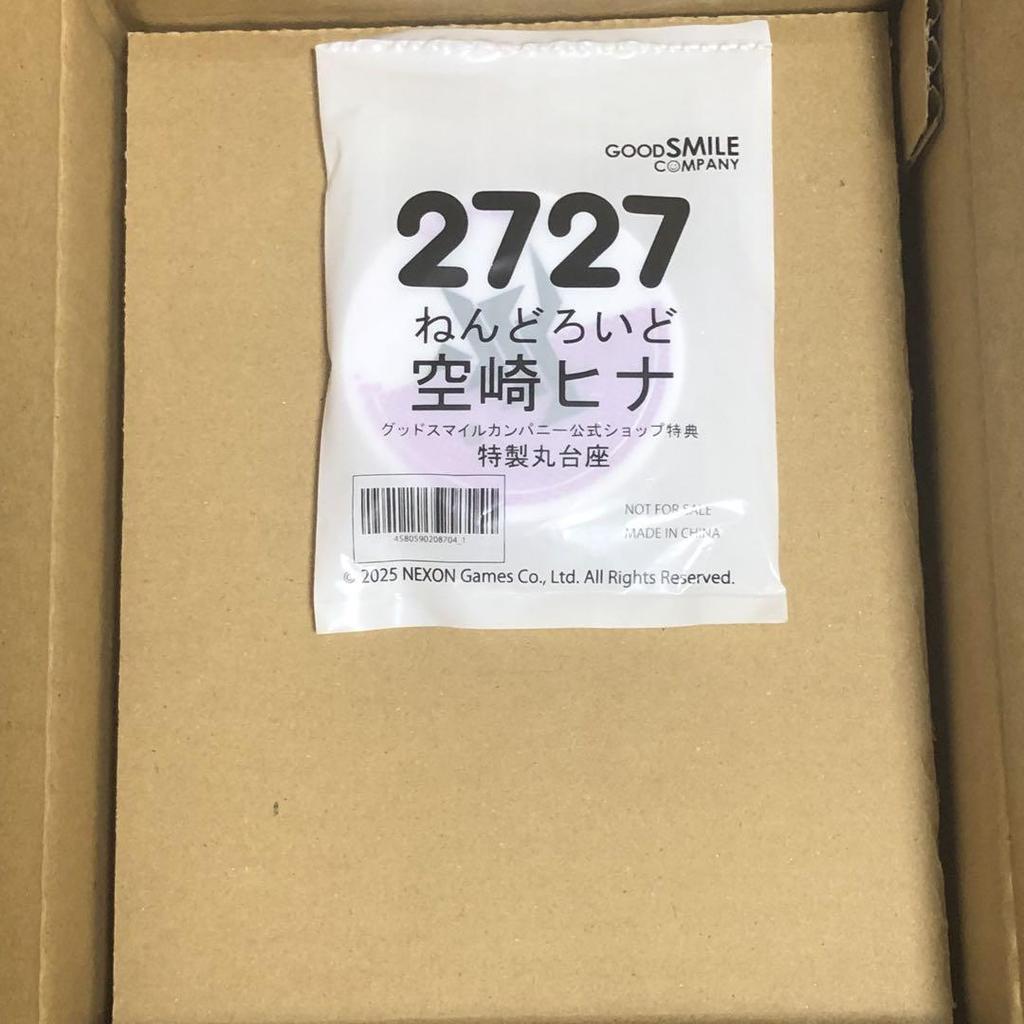 GOODSMILE
COMPANY
2727
ねんどろいど
空崎ヒナ
グッドスマイルカンパニー公式ショップ特典
特製丸台座
4580590208704_1
NOT FOR SALE
MADE IN CHINA
© 2025 NEXON Games Co., Ltd. All Rights Reserved.